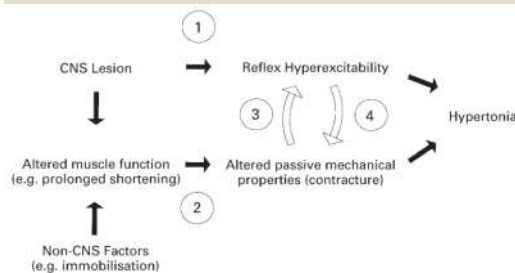 1
CNS Lesion
Reflex Hyperexcitability
3
4
Hypertonia
Altered muscle function
(e.g. prolonged shortening)
Altered passive mechanical
properties (contracture)
2
Non-CNS Factors
(e.g. immobilisation)